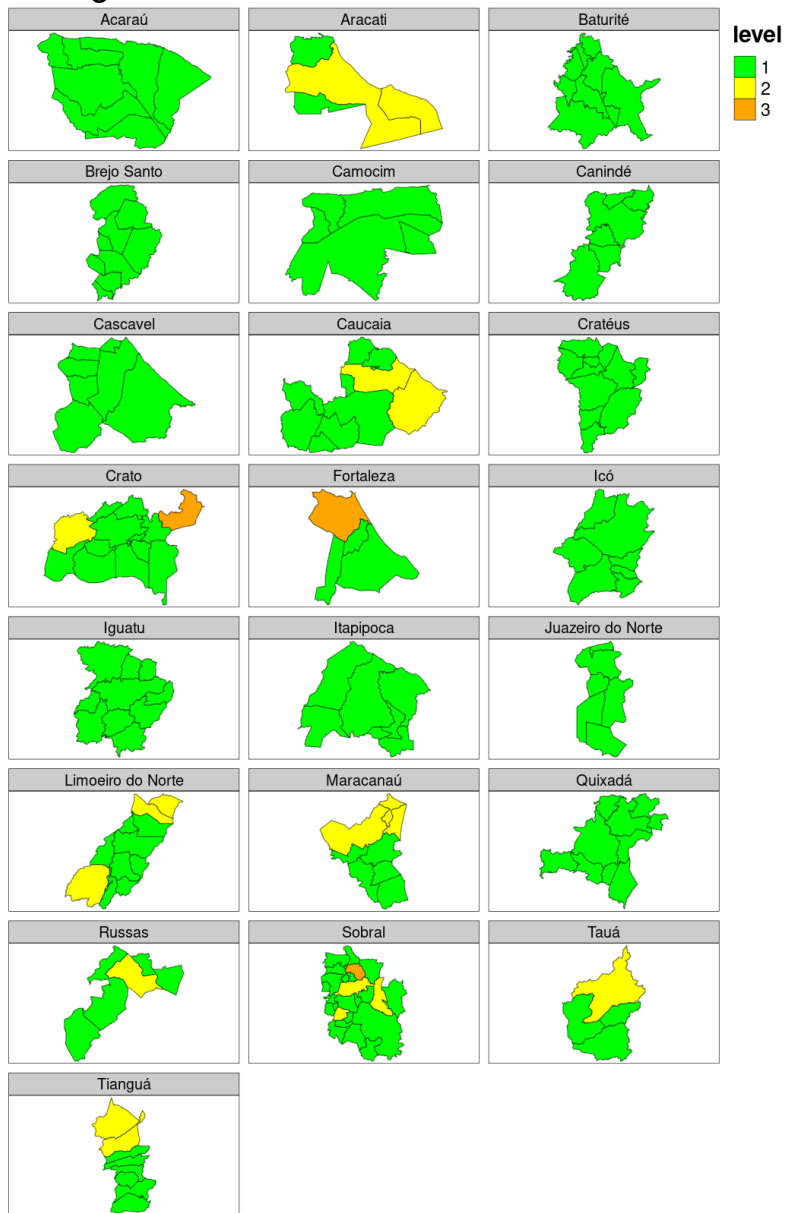 Acaraú
Aracati
Baturité
level
1
2
3
Brejo Santo
Camocim
Canindé
Cascavel
Caucaia
Cratéus
Crato
Fortaleza
Icó
Iguatu
Itapipoca
Juazeiro do Norte
Limoeiro do Norte
Maracanaú
Quixadá
Russas
Sobral
Tauá
Tianguá